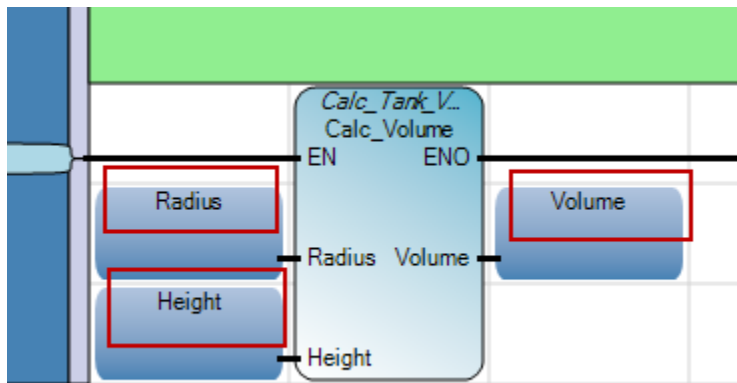 Calc_Tank_V...
Calc_Volume
EN ENO
Radius
Volume
Radius Volume
Height
Height